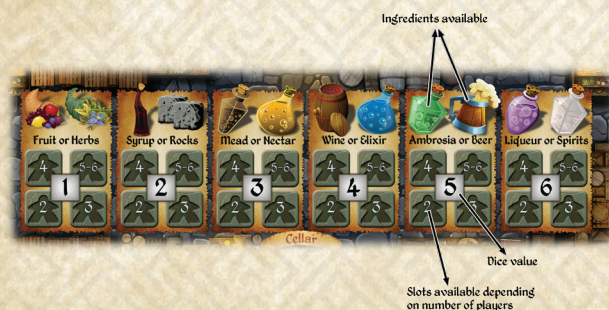 Ingredients available
Fruit or Herbs
Syrup or Rocks
Mead or Nectar
Wine or Elixir
Ambrosia or Beer
Liqueur or Spirits
4 5-6 4 5-6 4 5-6 4 5-6 4 5-6 4 5-6
1 2 3 4 5 6
2 3 2 3 2 3 2 3 2 3 2 3
Cellar
Dice value
Slots available depending
on number of players